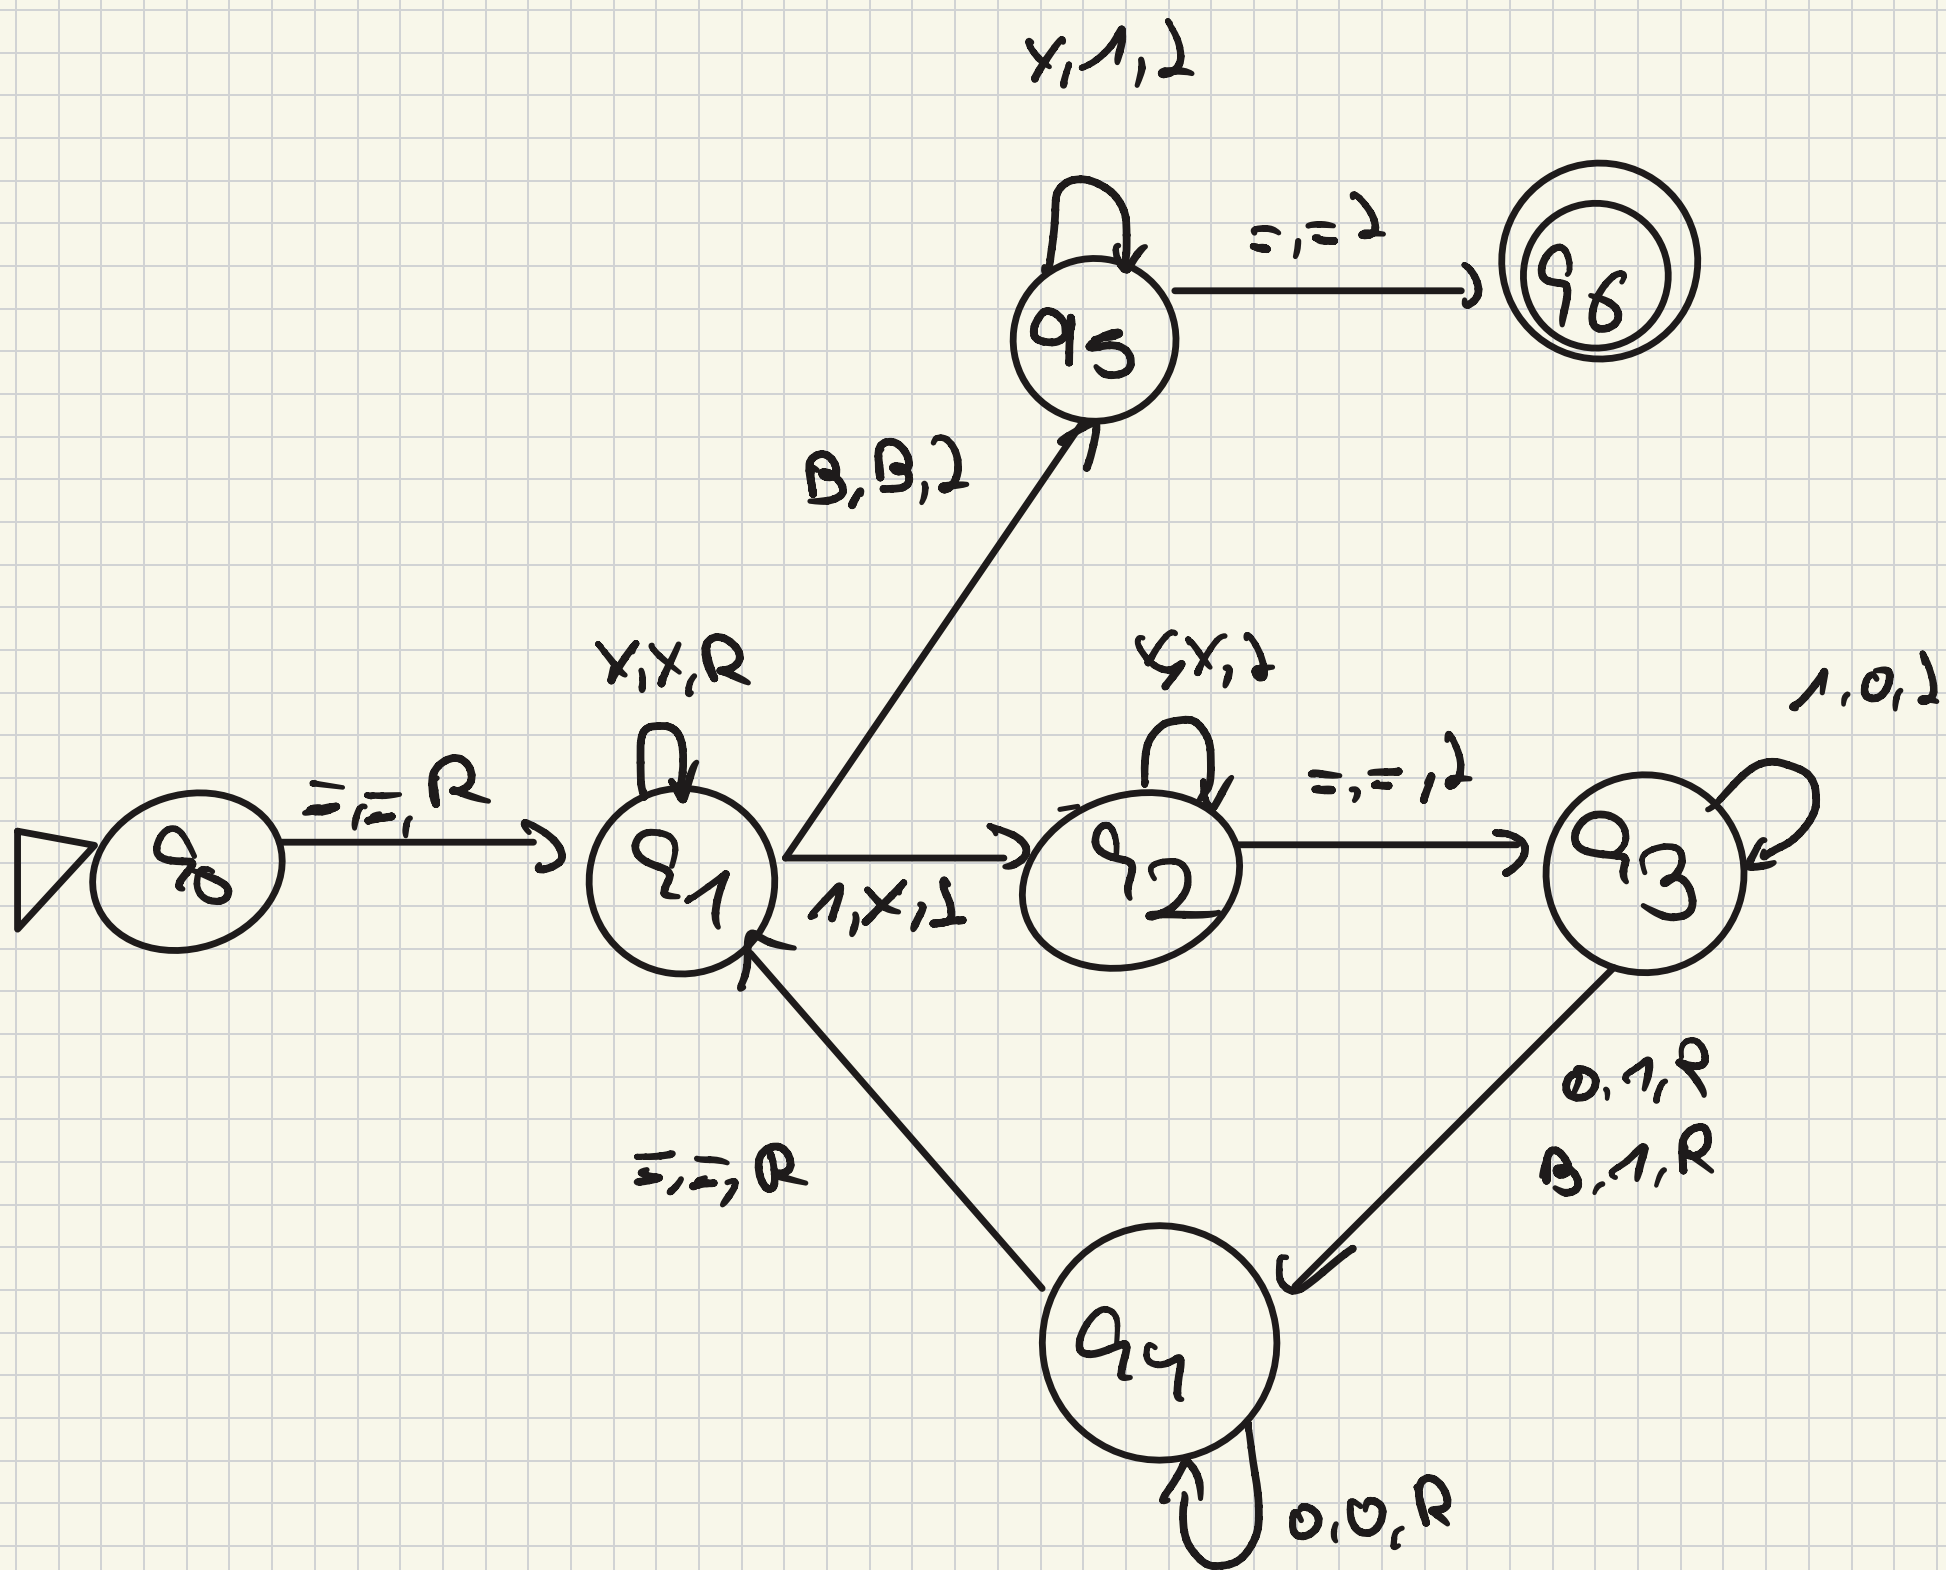 x,1,L
=,=L
q5
q6
B,B,L
x,x,R
x,L
1,0,L
=,=,R
=,=,L
q0
q1
1,x,L
q2
q3
0,1,R
B,1,R
=,=,R
q4
0,0,R